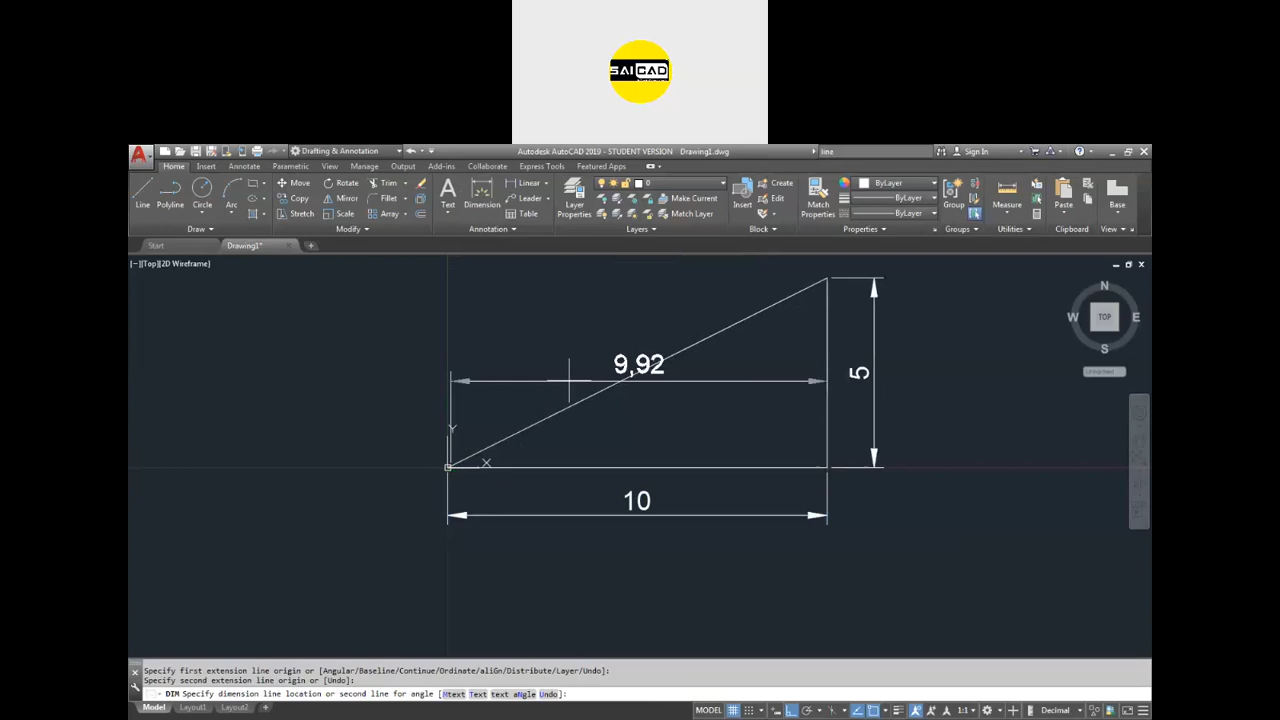 SAI CAD
Drafting & Annotation
Autodesk AutoCAD 2019 - STUDENT VERSION Drawing1.dwg
line
Sign In
Home Insert Annotate Parametric View Manage Output Add-ins Collaborate Express Tools Featured Apps
Line Polyline Circle Arc
Move Rotate Trim
Copy Mirror Fillet
Stretch Scale Array
Text Dimension
Linear
Leader
Table
Layer Properties
0
Make Current
Match Layer
Insert
Create
Edit
Match Properties
ByLayer
ByLayer
ByLayer
Group
Measure
Paste
Base
Draw Modify Annotation Layers Block Properties Groups Utilities Clipboard View
Start Drawing1*
[−][Top][2D Wireframe]
N
W TOP E
S
9,92
5
Y
X
10
Specify first extension line origin or [Angular/Baseline/Continue/Ordinate/aliGn/Distribute/Layer/Undo]:
Specify second extension line origin or [Undo]:
DIM Specify dimension line location or second line for angle [Mtext Text text aNgle Undo]:
Model Layout1 Layout2 +
MODEL 1:1 Decimal